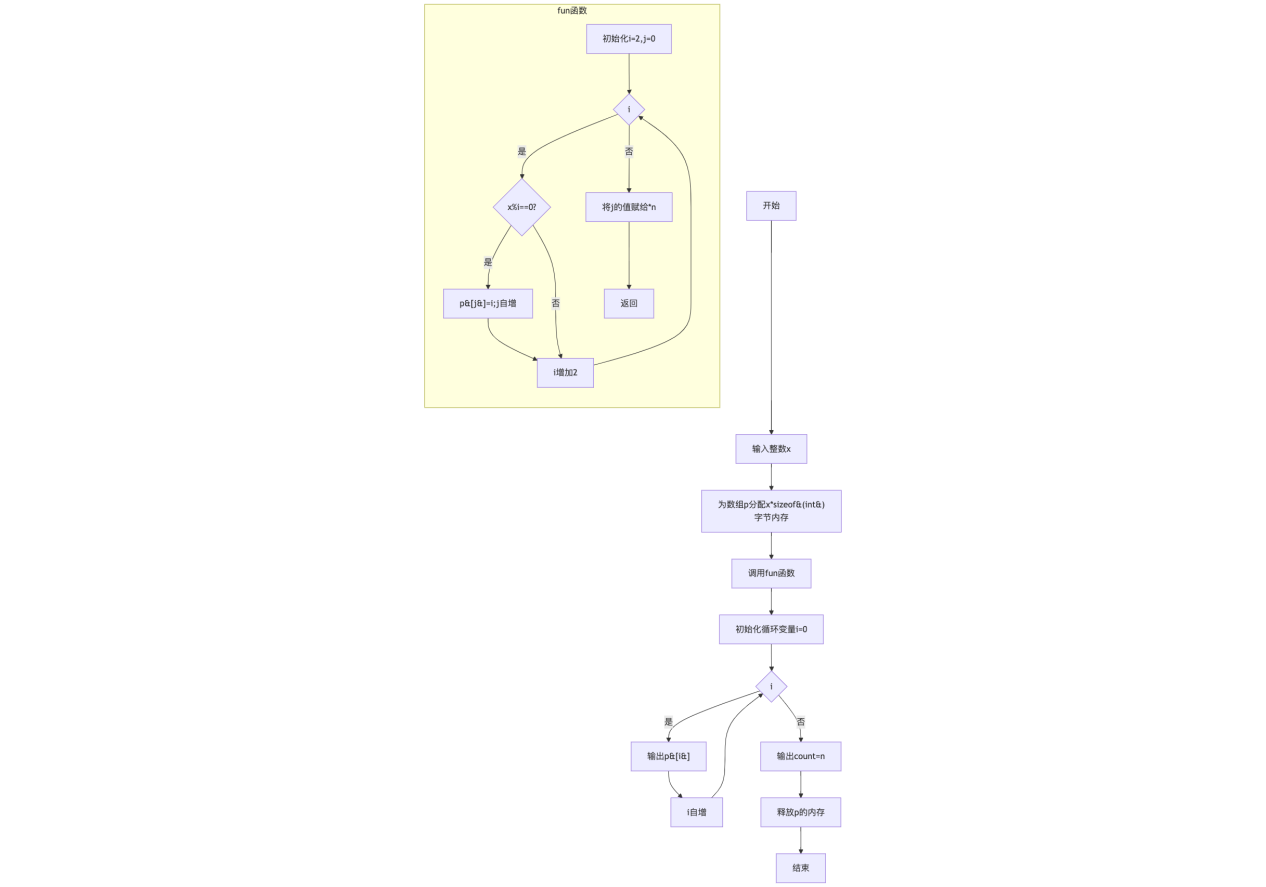 fun函数
初始化i=2,j=0
i
是
否
x%i==0?
将j的值赋给*n
是
p&[j&]=i;j自增
否
返回
i增加2
开始
输入整数x
为数组p分配x*sizeof&(int&)
字节内存
调用fun函数
初始化循环变量i=0
i
是
否
输出p&[i&]
输出count=n
i自增
释放p的内存
结束